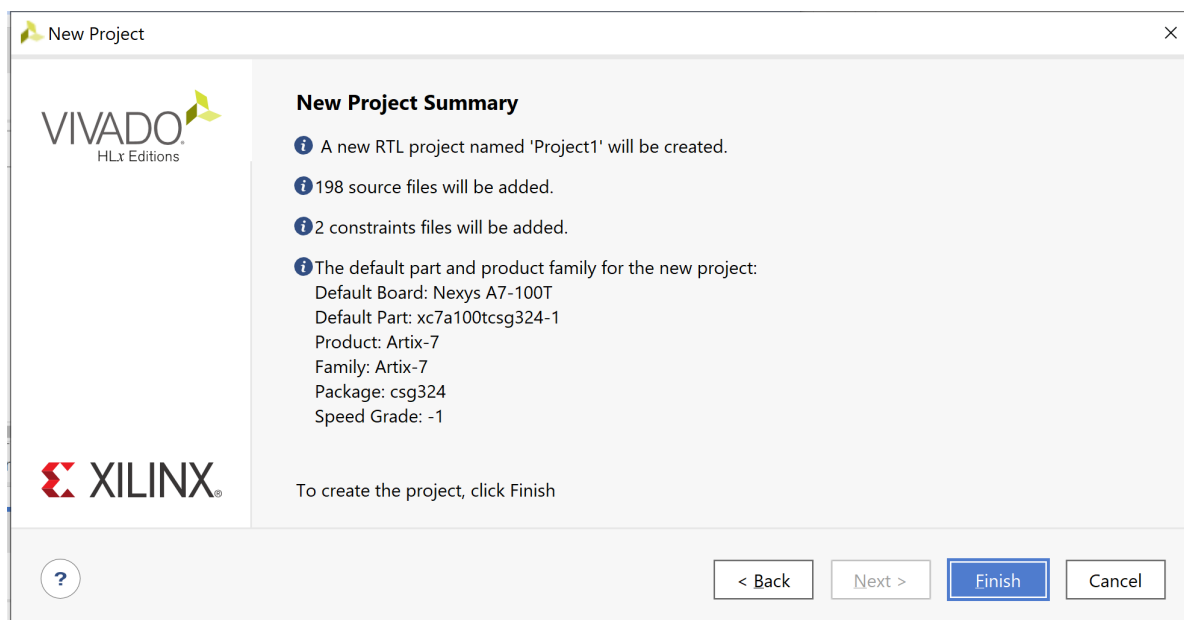 New Project
VIVADO.
HLx Editions
New Project Summary
A new RTL project named 'Project1' will be created.
198 source files will be added.
2 constraints files will be added.
The default part and product family for the new project:
Default Board: Nexys A7-100T
Default Part: xc7a100tcsg324-1
Product: Artix-7
Family: Artix-7
Package: csg324
Speed Grade: -1
XILINX®
To create the project, click Finish
?
< Back
Next >
Finish
Cancel